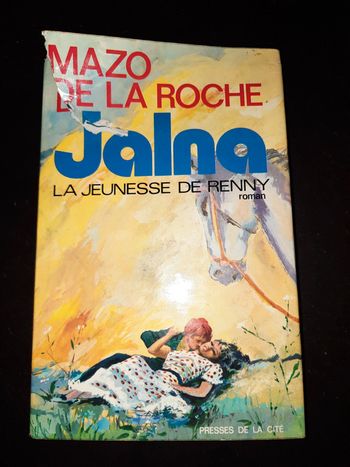 MAZO
DE LA ROCHE
Jalna
LA JEUNESSE DE RENNY
roman
PRESSES DE LA CITÉ